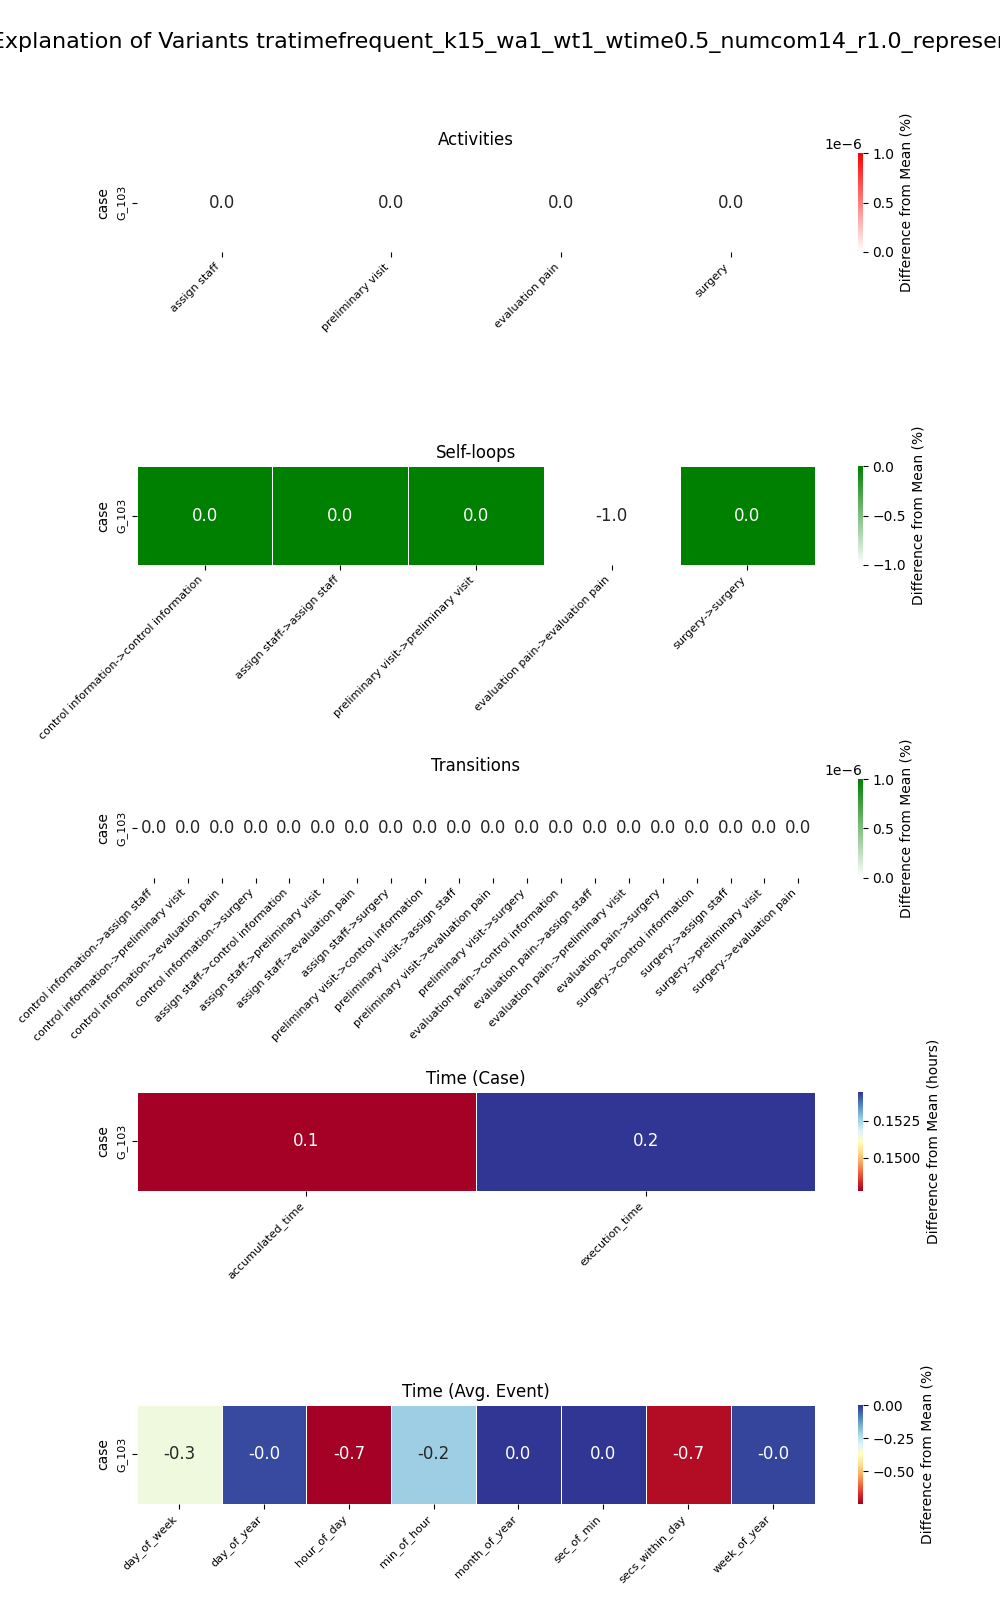 Explanation of Variants tratimefrequent_k15_wa1_wt1_wtime0.5_numcom14_r1.0_represen
Activities
case
G_103
0.0 0.0 0.0 0.0
assign staff
preliminary visit
evaluation pain
surgery
1e−6
1.0
0.5
0.0
Difference from Mean (%)
Self-loops
case
G_103
0.0 0.0 0.0 -1.0 0.0
control information->control information
assign staff->assign staff
preliminary visit->preliminary visit
evaluation pain->evaluation pain
surgery->surgery
0.0
−0.5
−1.0
Difference from Mean (%)
Transitions
case
G_103
0.0 0.0 0.0 0.0 0.0 0.0 0.0 0.0 0.0 0.0 0.0 0.0 0.0 0.0 0.0 0.0 0.0 0.0 0.0 0.0
control information->assign staff
control information->preliminary visit
control information->evaluation pain
control information->surgery
assign staff->control information
assign staff->preliminary visit
assign staff->evaluation pain
assign staff->surgery
preliminary visit->control information
preliminary visit->assign staff
preliminary visit->evaluation pain
preliminary visit->surgery
evaluation pain->control information
evaluation pain->assign staff
evaluation pain->preliminary visit
evaluation pain->surgery
surgery->control information
surgery->assign staff
surgery->preliminary visit
surgery->evaluation pain
1e−6
1.0
0.5
0.0
Difference from Mean (%)
Time (Case)
case
G_103
0.1 0.2
accumulated_time
execution_time
0.1525
0.1500
Difference from Mean (hours)
Time (Avg. Event)
case
G_103
-0.3 -0.0 -0.7 -0.2 0.0 0.0 -0.7 -0.0
day_of_week
day_of_year
hour_of_day
min_of_hour
month_of_year
sec_of_min
secs_within_day
week_of_year
0.00
−0.25
−0.50
Difference from Mean (%)